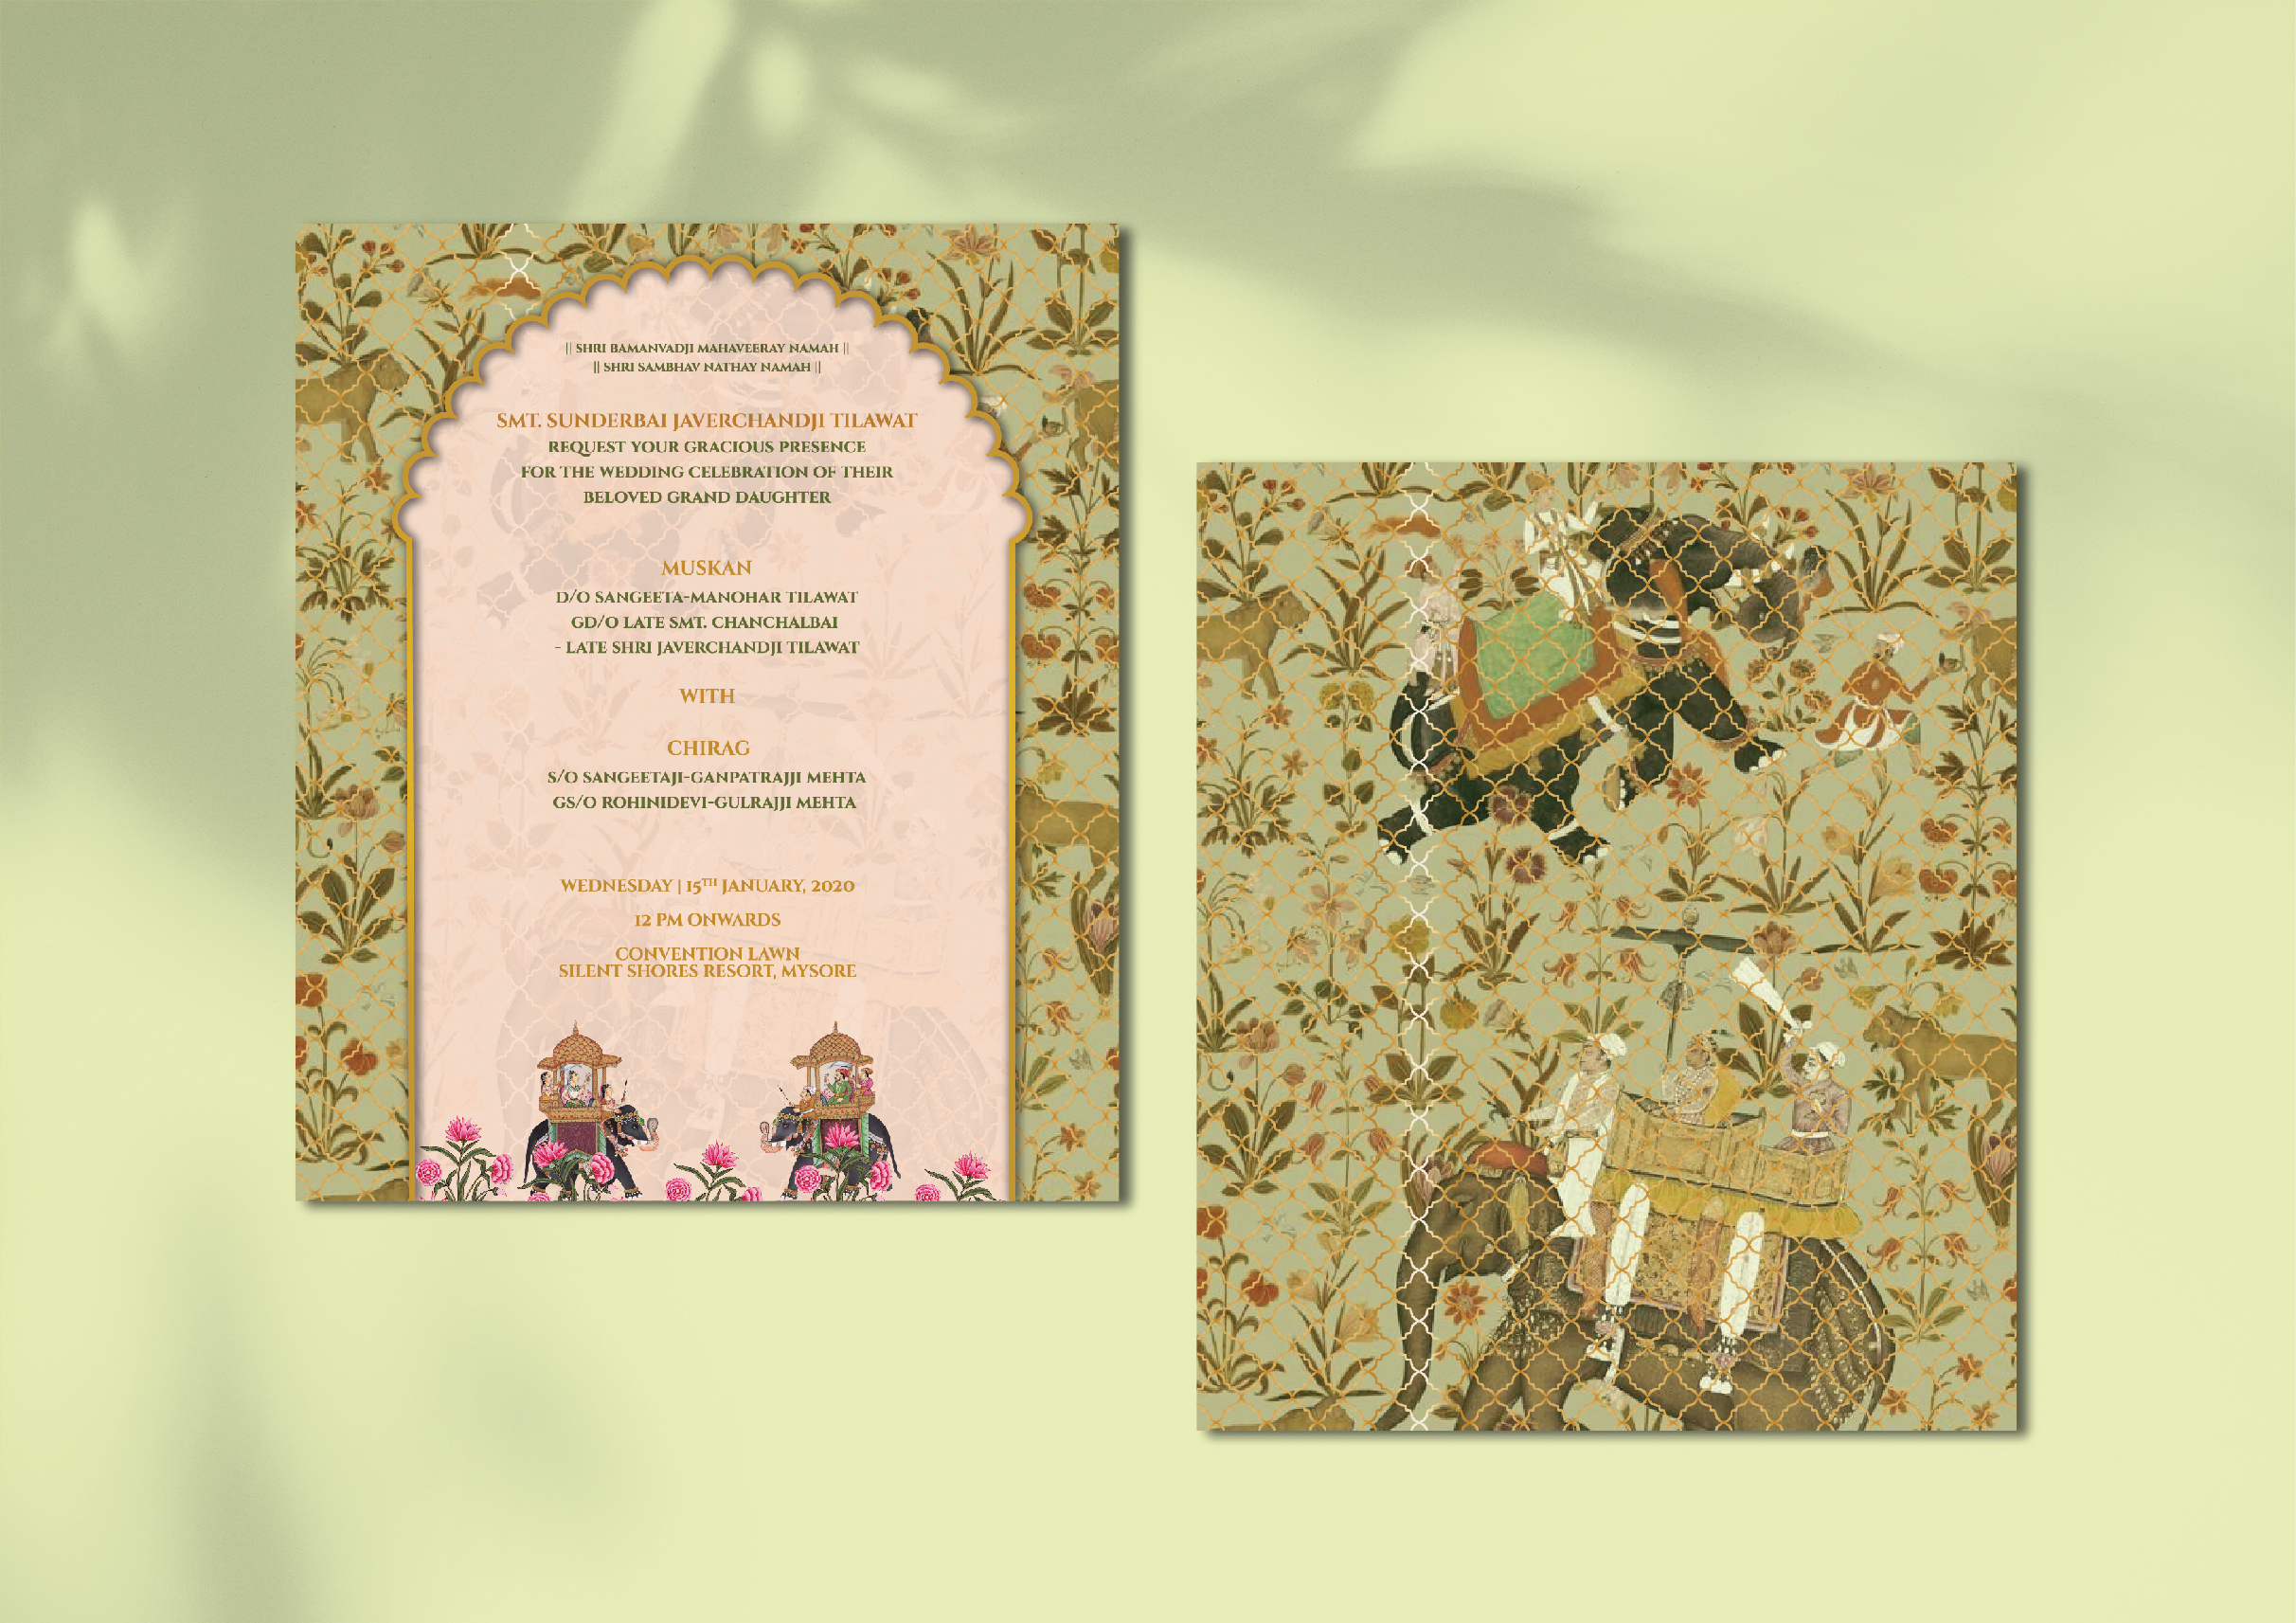 || SHRI BAMANVADJI MAHAVEERAY NAMAH ||
|| SHRI SAMBHAV NATHAY NAMAH ||
SMT. SUNDERBAI JAVERCHANDJI TILAWAT
REQUEST YOUR GRACIOUS PRESENCE
FOR THE WEDDING CELEBRATION OF THEIR
BELOVED GRAND DAUGHTER
MUSKAN
D/O SANGEETA-MANOHAR TILAWAT
GD/O LATE SMT. CHANCHALBAI
- LATE SHRI JAVERCHANDJI TILAWAT
WITH
CHIRAG
S/O SANGEETAJI-GANPATRAJJI MEHTA
GS/O ROHINIDEVI-GULRAJJI MEHTA
WEDNESDAY | 15TH JANUARY, 2020
12 PM ONWARDS
CONVENTION LAWN
SILENT SHORES RESORT, MYSORE